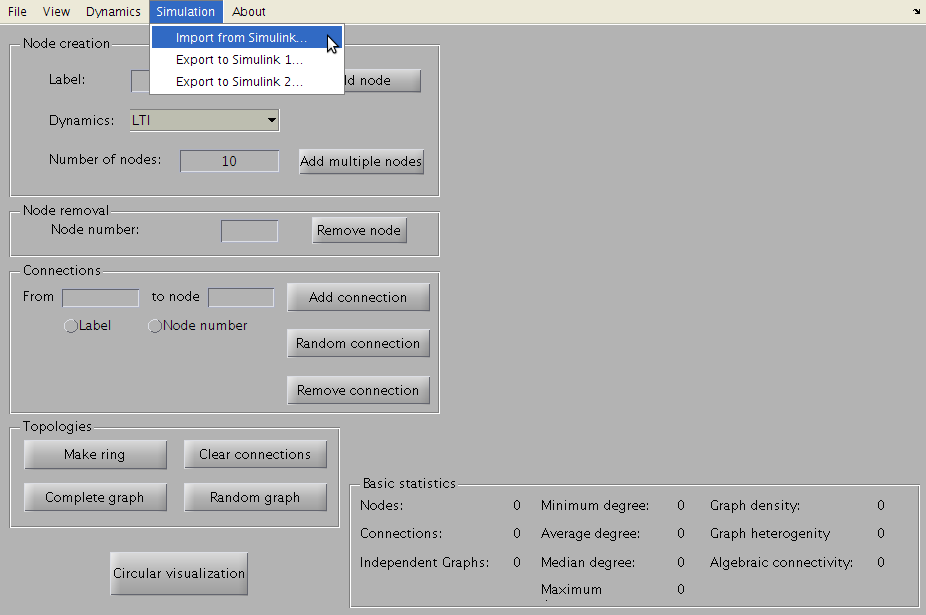 File View Dynamics Simulation About
Import from Simulink...
Export to Simulink 1...
Export to Simulink 2...
Node creation
Label: node
Dynamics: LTI
Number of nodes: 10 Add multiple nodes
Node removal
Node number: Remove node
Connections
From to node Add connection
Label Node number
Random connection
Remove connection
Topologies
Make ring Clear connections
Complete graph Random graph
Circular visualization
Basic statistics
Nodes: 0 Minimum degree: 0 Graph density: 0
Connections: 0 Average degree: 0 Graph heterogenity 0
Independent Graphs: 0 Median degree: 0 Algebraic connectivity: 0
Maximum 0